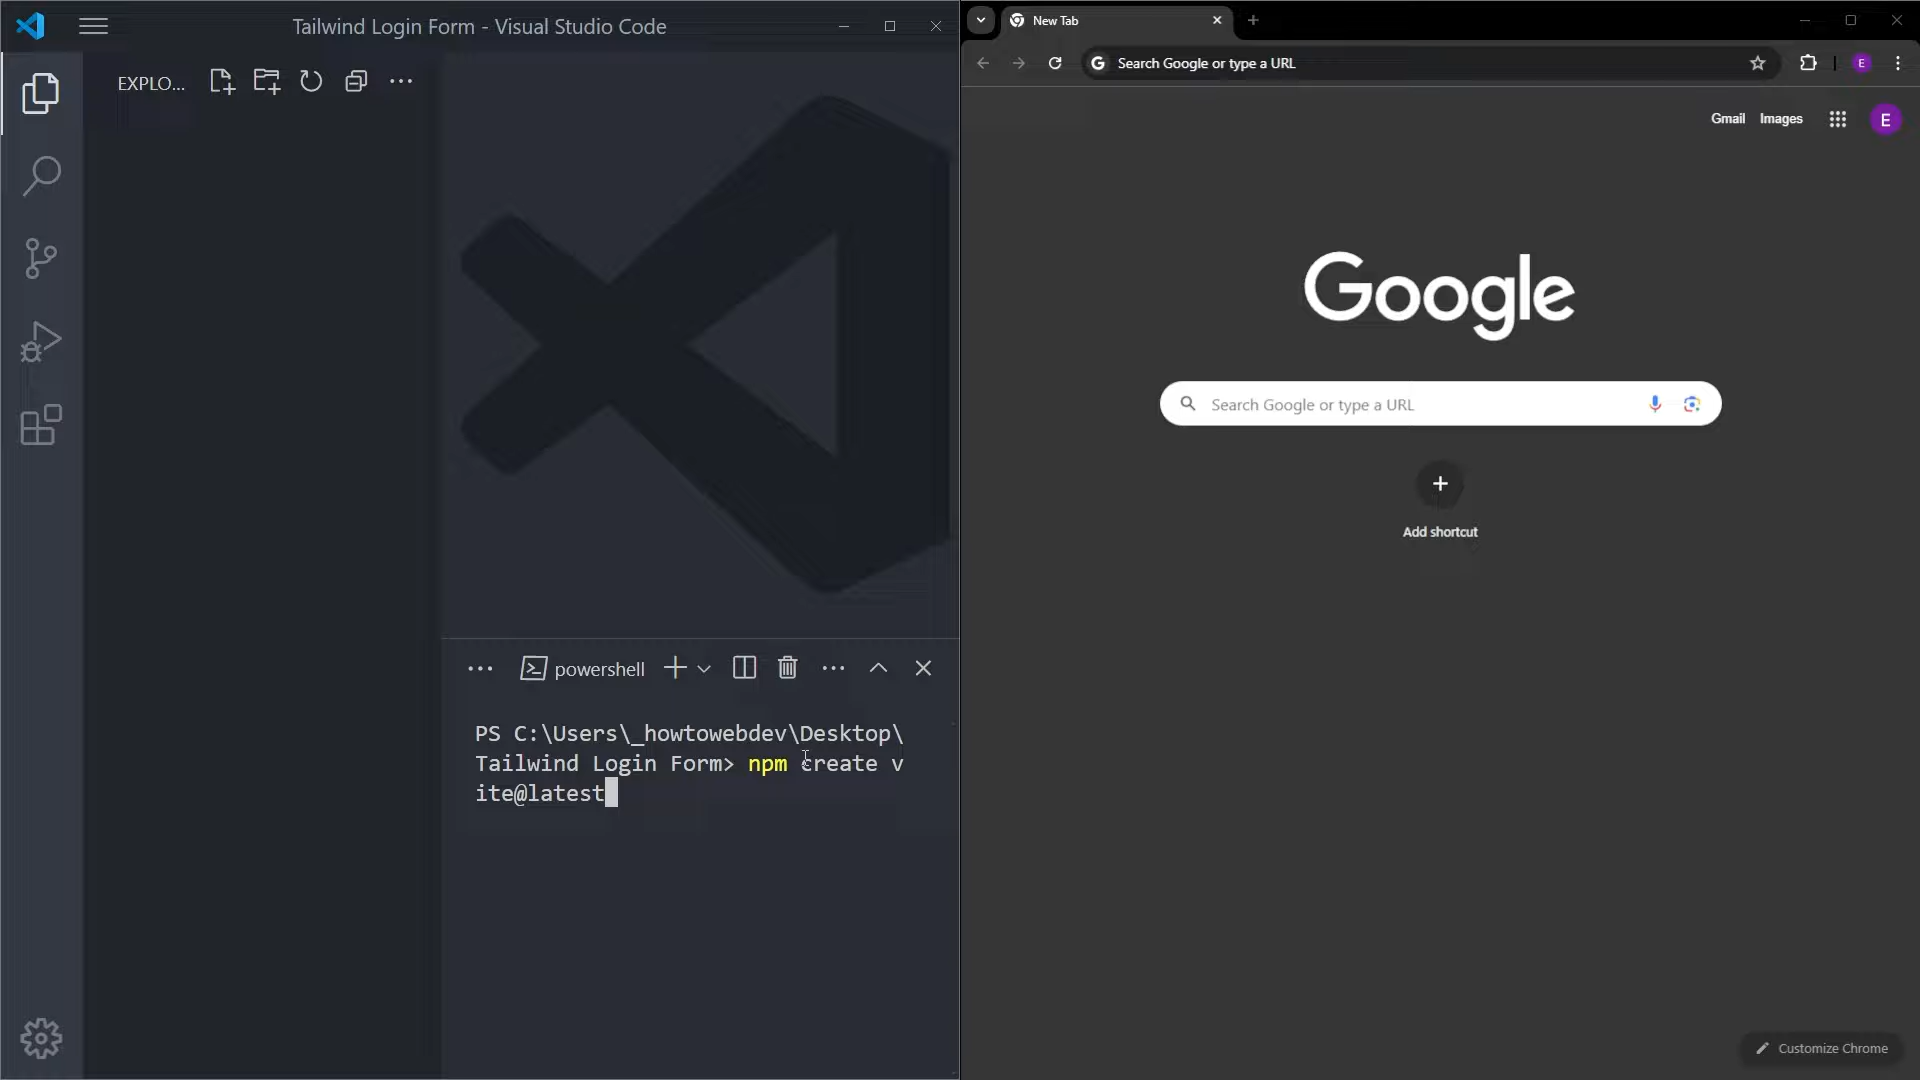 Tailwind Login Form - Visual Studio Code
EXPLO...
powershell
PS C:\Users\_howtowebdev\Desktop\
Tailwind Login Form> npm create v
ite@latest
New Tab
Search Google or type a URL
E
Gmail Images
E
Google
Search Google or type a URL
Add shortcut
Customize Chrome